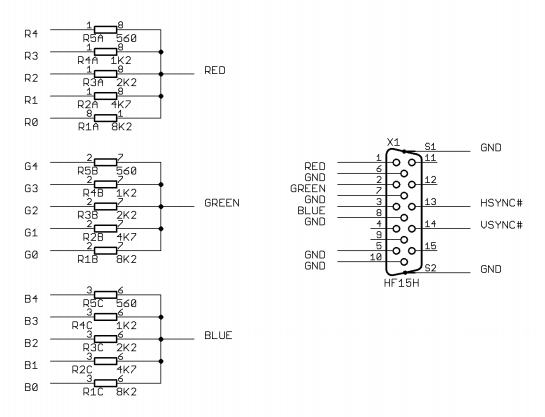 R4 1 8
R5A 560
R3 1 8
R4A 1K2
R2 1 8 RED
R3A 2K2
R1 1 8
R2A 4K7
R0 8 1
R1A 8K2
G4 2 7
R5B 560
G3 2 7
R4B 1K2
G2 2 7 GREEN
R3B 2K2
G1 2 7
R2B 4K7
G0 2 7
R1B 8K2
B4 3 6
R5C 560
B3 3 6
R4C 1K2
B2 3 6 BLUE
R3C 2K2
B1 3 6
R2C 4K7
B0 3 6
R1C 8K2
X1 S1 GND
RED 1 11
GND 6
GREEN 2 12
GND 7
BLUE 3 13 HSYNC#
GND 8
4 14 VSYNC#
9
GND 5 15
GND 10
S2 GND
HF15H